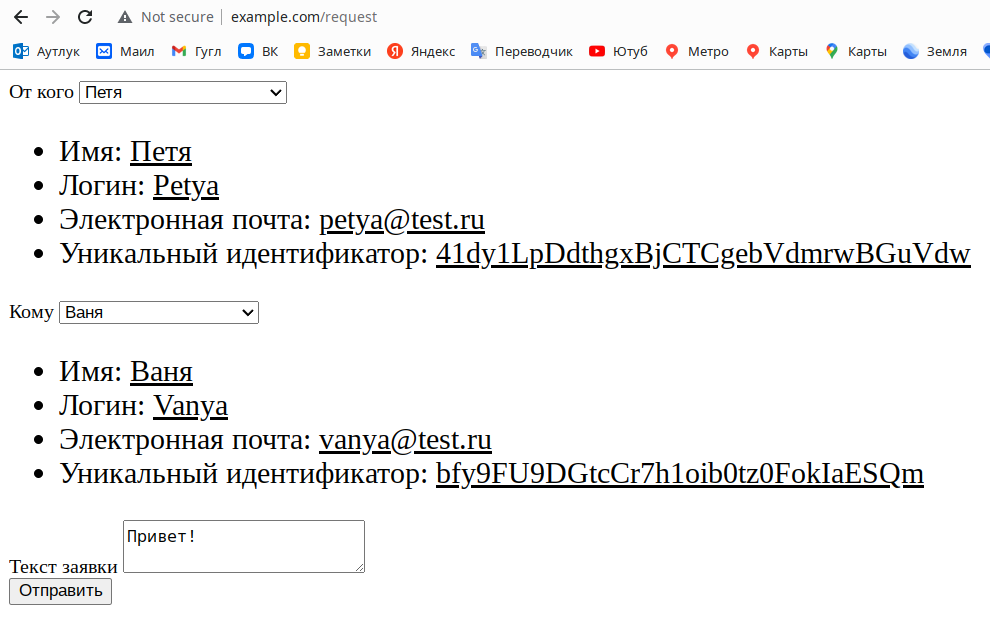 Not secure | example.com/request
Аутлук Маил Гугл ВК Заметки Яндекс Переводчик Ютуб Метро Карты Карты Земля
От кого Петя
Имя: Петя
Логин: Petya
Электронная почта: petya@test.ru
Уникальный идентификатор: 41dy1LpDdthgxBjCTCgebVdmrwBGuVdw
Кому Ваня
Имя: Ваня
Логин: Vanya
Электронная почта: vanya@test.ru
Уникальный идентификатор: bfy9FU9DGtcCr7h1oib0tz0FokIaESQm
Привет!
Текст заявки
Отправить